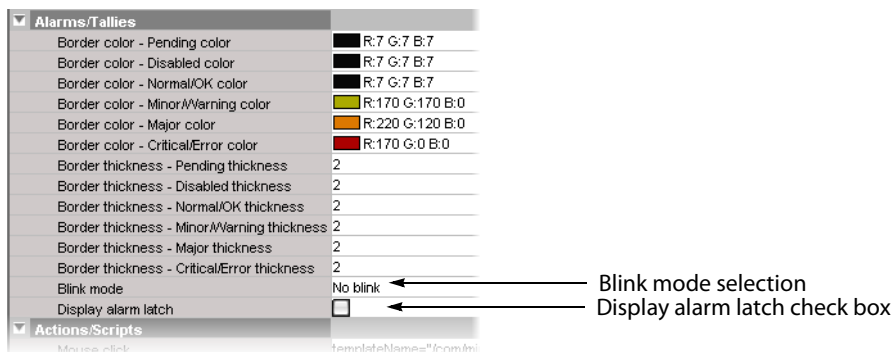 Alarms/Tallies
Border color - Pending color R:7 G:7 B:7
Border color - Disabled color R:7 G:7 B:7
Border color - Normal/OK color R:7 G:7 B:7
Border color - Minor/Warning color R:170 G:170 B:0
Border color - Major color R:220 G:120 B:0
Border color - Critical/Error color R:170 G:0 B:0
Border thickness - Pending thickness 2
Border thickness - Disabled thickness 2
Border thickness - Normal/OK thickness 2
Border thickness - Minor/Warning thickness 2
Border thickness - Major thickness 2
Border thickness - Critical/Error thickness 2
Blink mode No blink Blink mode selection
Display alarm latch Display alarm latch check box
Actions/Scripts
Mouse click templateName="/com/mi